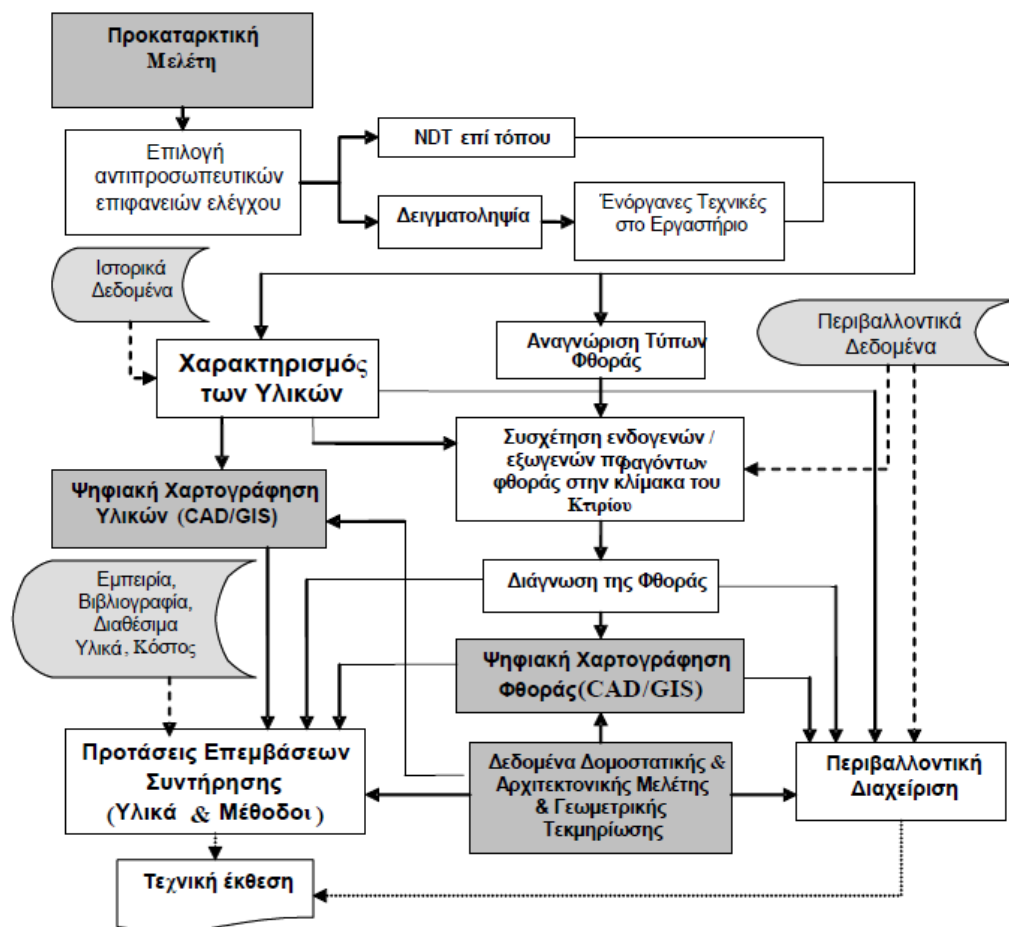 Προκαταρκτική
Μελέτη
Επιλογή
αντιπροσωπευτικών
επιφανειών ελέγχου
NDT επί τόπου
Δειγματοληψία
Ένόργανες Τεχνικές
στο Εργαστήριο
Ιστορικά
Δεδομένα
Χαρακτηρισμός
των Υλικών
Αναγνώριση Τύπων
Φθοράς
Περιβαλλοντικά
Δεδομένα
Συσχέτιση ενδογενών /
εξωγενών παραγόντων
φθοράς στην κλίμακα του
Κτιρίου
Ψηφιακή Χαρτογράφηση
Υλικών (CAD/GIS)
Εμπειρία,
Βιβλιογραφία,
Διαθέσιμα
Υλικά, Κόστος
Διάγνωση της Φθοράς
Ψηφιακή Χαρτογράφηση
Φθοράς(CAD/GIS)
Προτάσεις Επεμβάσεων
Συντήρησης
(Υλικά & Μέθοδοι)
Δεδομένα Δομοστατικής &
Αρχιτεκτονικής Μελέτης
& Γεωμετρικής
Τεκμηρίωσης
Περιβαλλοντική
Διαχείριση
Τεχνική έκθεση